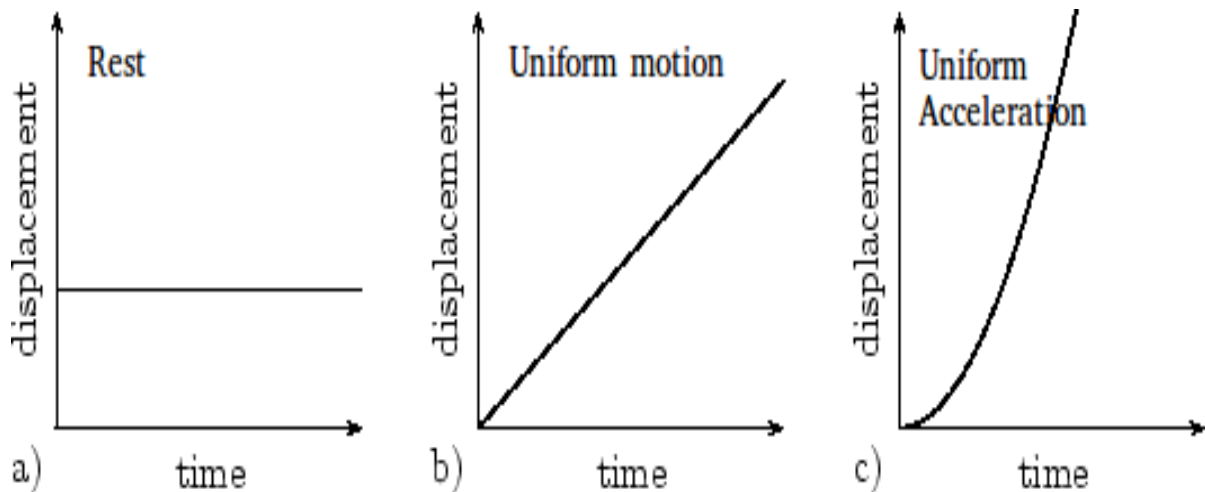 Rest
displacement
a)
time
Uniform motion
displacement
b)
time
Uniform
Acceleration
displacement
c)
time